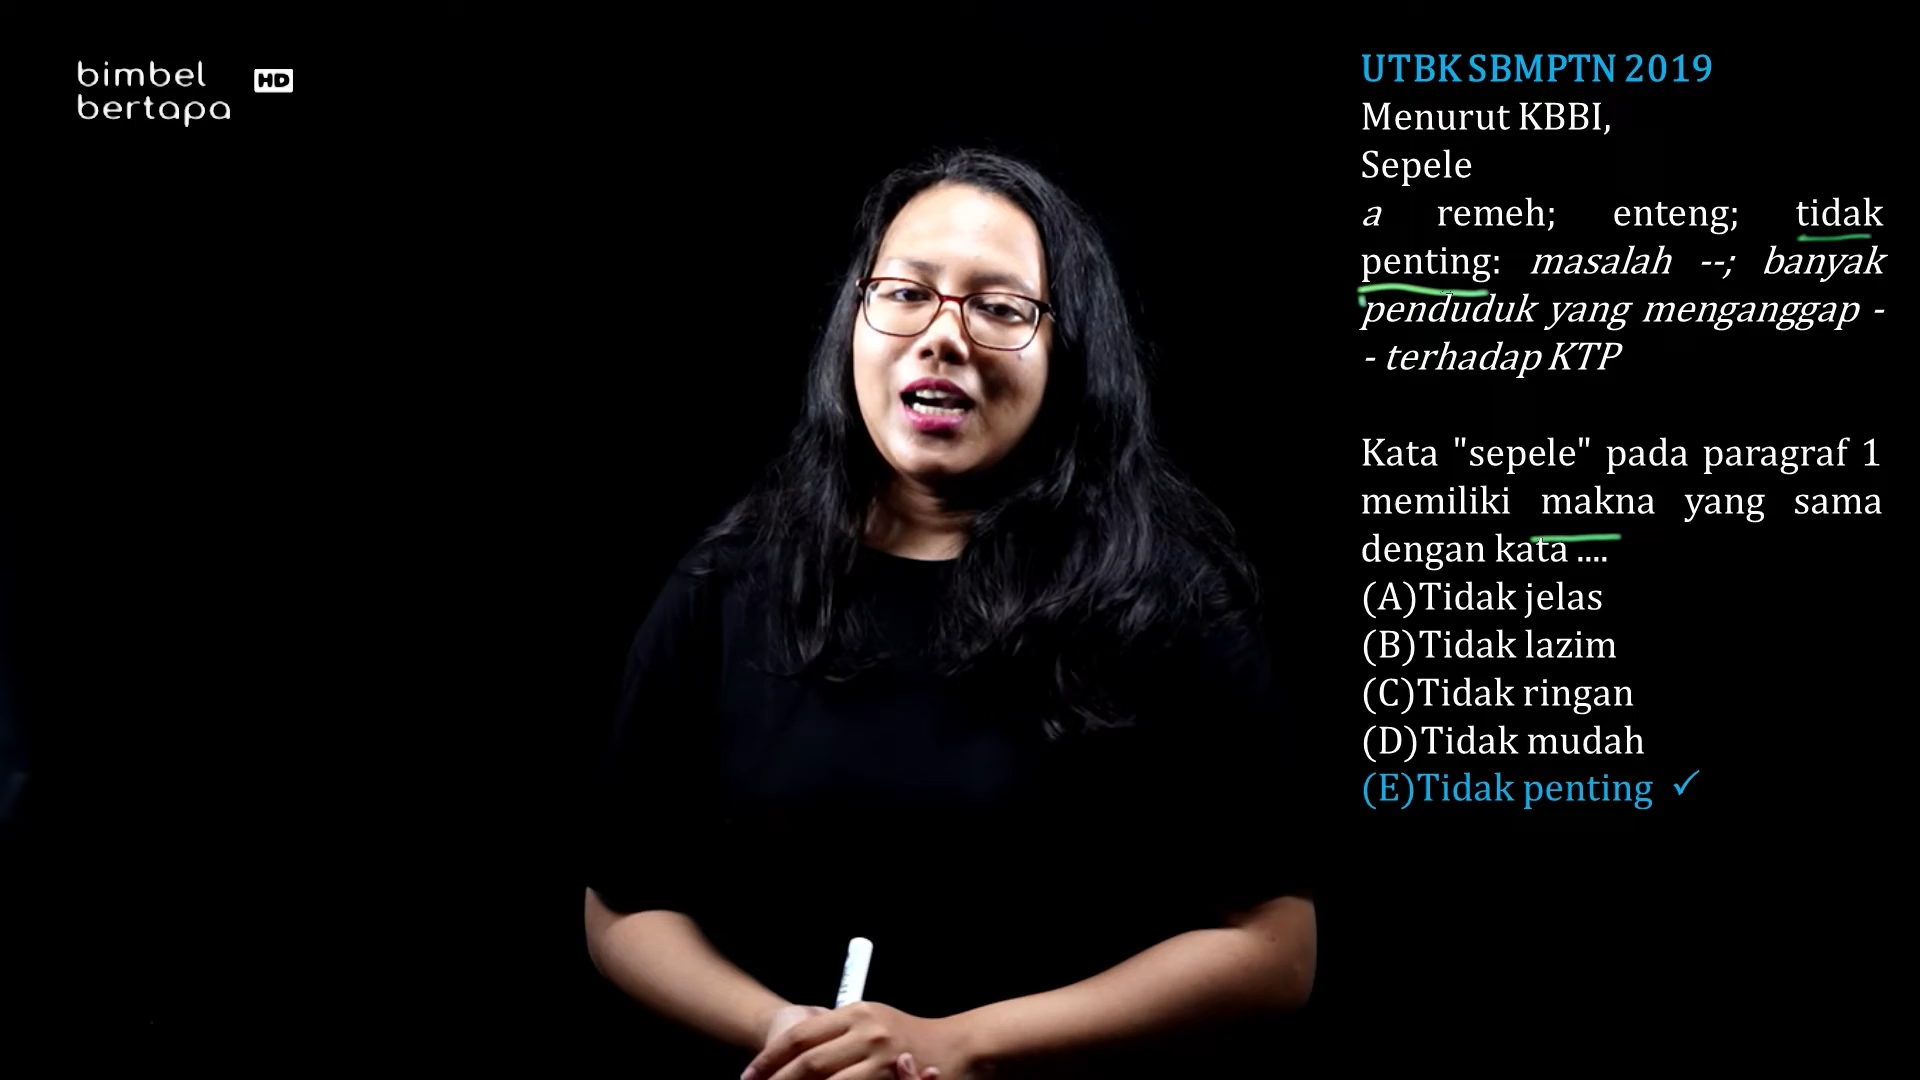 bimbel
bertapa
HD
UTBK SBMPTN 2019
Menurut KBBI,
Sepele
a remeh; enteng; tidak
penting: masalah --; banyak
penduduk yang menganggap -
- terhadap KTP
Kata "sepele" pada paragraf 1
memiliki makna yang sama
dengan kata ....
(A)Tidak jelas
(B)Tidak lazim
(C)Tidak ringan
(D)Tidak mudah
(E)Tidak penting ✓